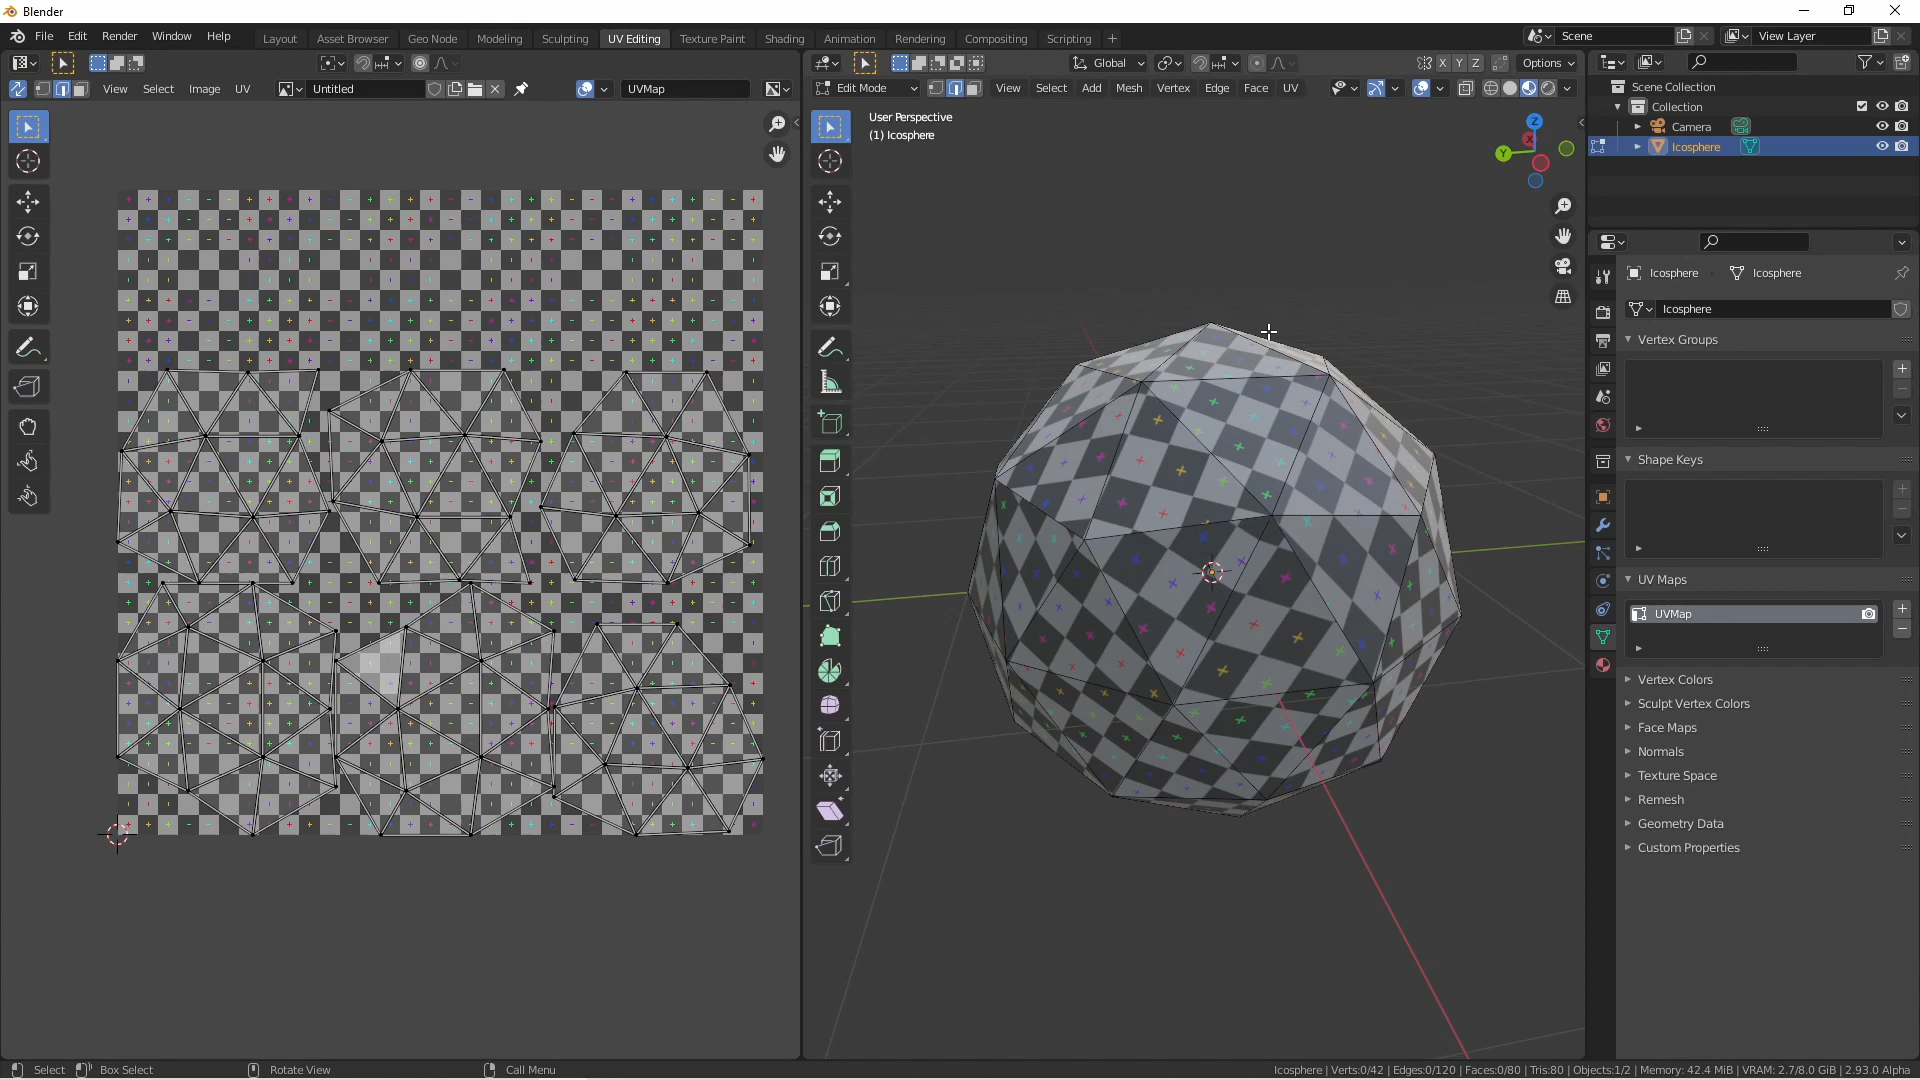 Blender
File Edit Render Window Help
Layout Asset Browser Geo Node Modeling Sculpting UV Editing Texture Paint Shading Animation Rendering Compositing Scripting +
Scene
View Layer
Global
X Y Z
Options
View Select Image UV
Untitled
UVMap
Edit Mode
View Select Add Mesh Vertex Edge Face UV
User Perspective
(1) Icosphere
Z
X
Y
Scene Collection
Collection
Camera
Icosphere
Icosphere
Icosphere
Icosphere
Vertex Groups
Shape Keys
UV Maps
UVMap
Vertex Colors
Sculpt Vertex Colors
Face Maps
Normals
Texture Space
Remesh
Geometry Data
Custom Properties
Select
Box Select
Rotate View
Call Menu
Icosphere | Verts:0/42 | Edges:0/120 | Faces:0/80 | Tris:80 | Objects:1/2 | Memory: 42.4 MiB | VRAM: 2.7/8.0 GiB | 2.93.0 Alpha